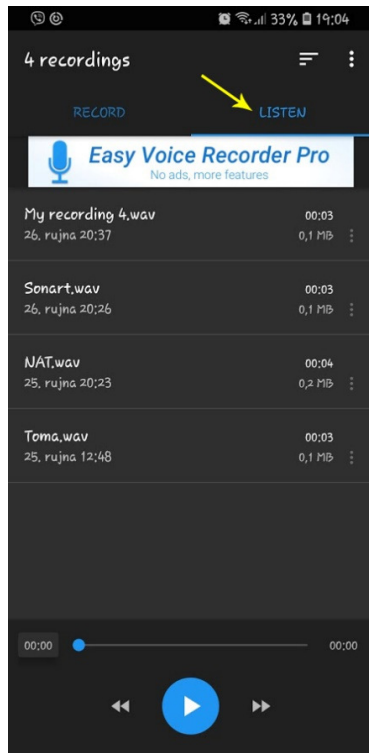 33% 19:04
4 recordings
RECORD LISTEN
Easy Voice Recorder Pro
No ads, more features
My recording 4.wav 00:03
26. rujna 20:37 0,1 MB
Sonart.wav 00:03
26. rujna 20:26 0,1 MB
NAT.wav 00:04
25. rujna 20:23 0,2 MB
Toma.wav 00:03
25. rujna 12:48 0,1 MB
00:00 00:00